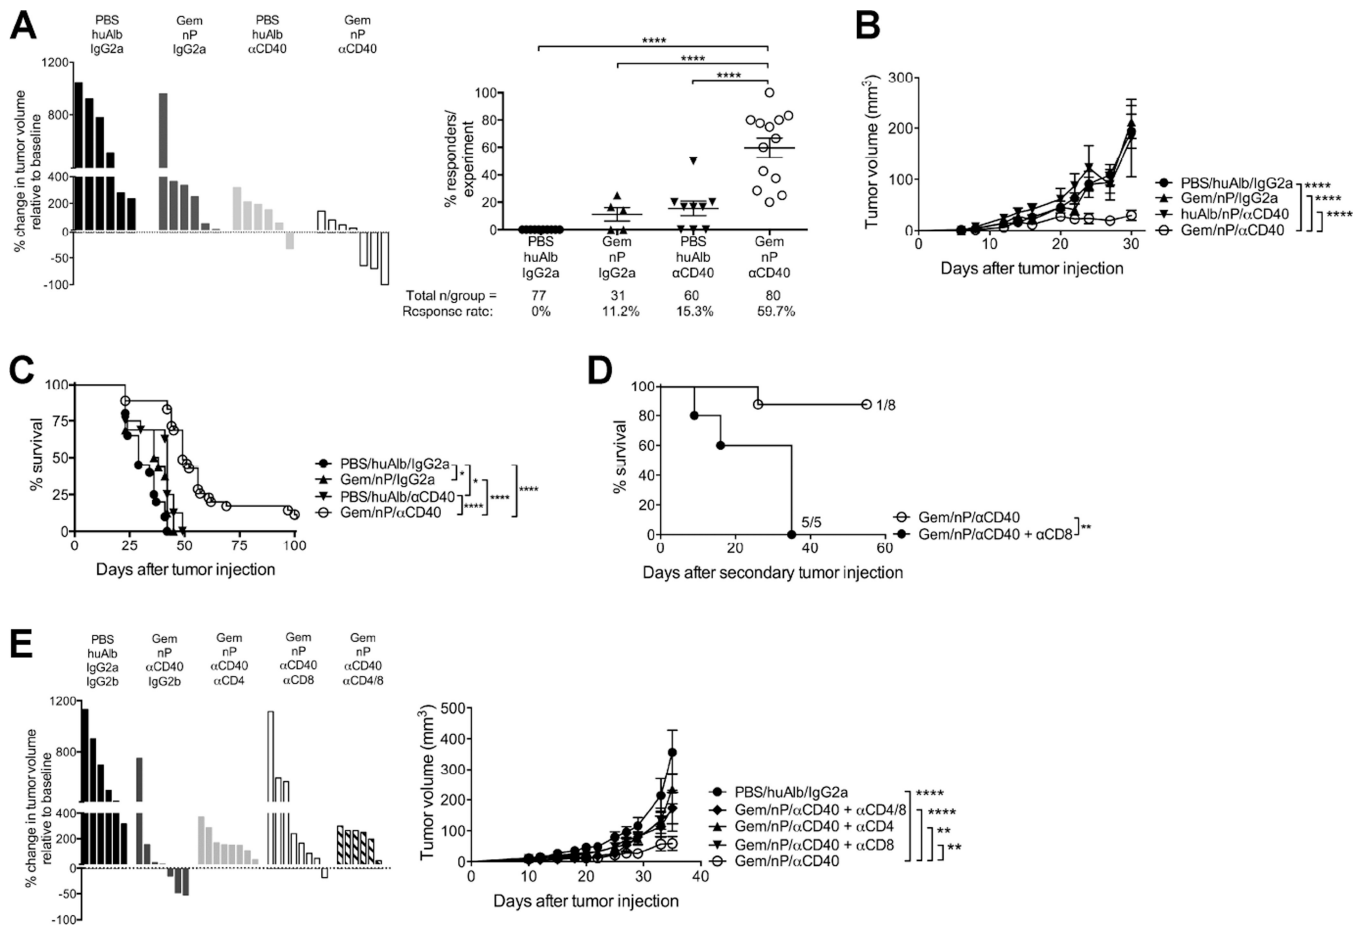 A
PBS
huAlb
IgG2a
Gem
nP
IgG2a
PBS
huAlb
αCD40
Gem
nP
αCD40
% change in tumor volume
relative to baseline
1200
800
400
200
0
-50
-100
****
****
****
% responders/
experiment
100
80
60
40
20
0
PBS
huAlb
IgG2a
Gem
nP
IgG2a
PBS
huAlb
αCD40
Gem
nP
αCD40
Total n/group = 77 31 60 80
Response rate: 0% 11.2% 15.3% 59.7%
B
Tumor volume (mm³)
300
200
100
0
0 10 20 30
Days after tumor injection
PBS/huAlb/IgG2a ****
Gem/nP/IgG2a ****
huAlb/nP/αCD40 ****
Gem/nP/αCD40
C
% survival
100
75
50
25
0
0 25 50 75 100
Days after tumor injection
PBS/huAlb/IgG2a
Gem/nP/IgG2a
PBS/huAlb/αCD40
Gem/nP/αCD40
* * **** **** ****
D
% survival
100
80
60
40
20
0
0 20 40 60
1/8
5/5
Days after secondary tumor injection
Gem/nP/αCD40
Gem/nP/αCD40 + αCD8
**
E
PBS
huAlb
IgG2a
IgG2b
Gem
nP
αCD40
IgG2b
Gem
nP
αCD40
αCD4
Gem
nP
αCD40
αCD8
Gem
nP
αCD40
αCD4/8
% change in tumor volume
relative to baseline
1200
800
400
200
0
-50
-100
Tumor volume (mm³)
500
400
300
200
100
0
0 10 20 30 40
Days after tumor injection
PBS/huAlb/IgG2a ****
Gem/nP/αCD40 + αCD4/8 ****
Gem/nP/αCD40 + αCD4 **
Gem/nP/αCD40 + αCD8 **
Gem/nP/αCD40